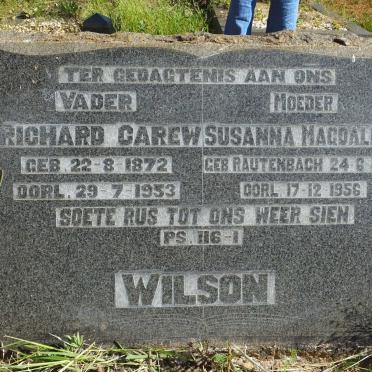 TER GEDAGTENIS AAN ONS
VADER MOEDER
RICHARD CAREW SUSANNA MAGDAL
GEB. 22-8-1872 GEB RAUTENBACH 24 6
OORL. 29-7-1953 OORL 17-12 1956
SOETE RUS TOT ONS WEER SIEN
PS. 116-1
WILSON